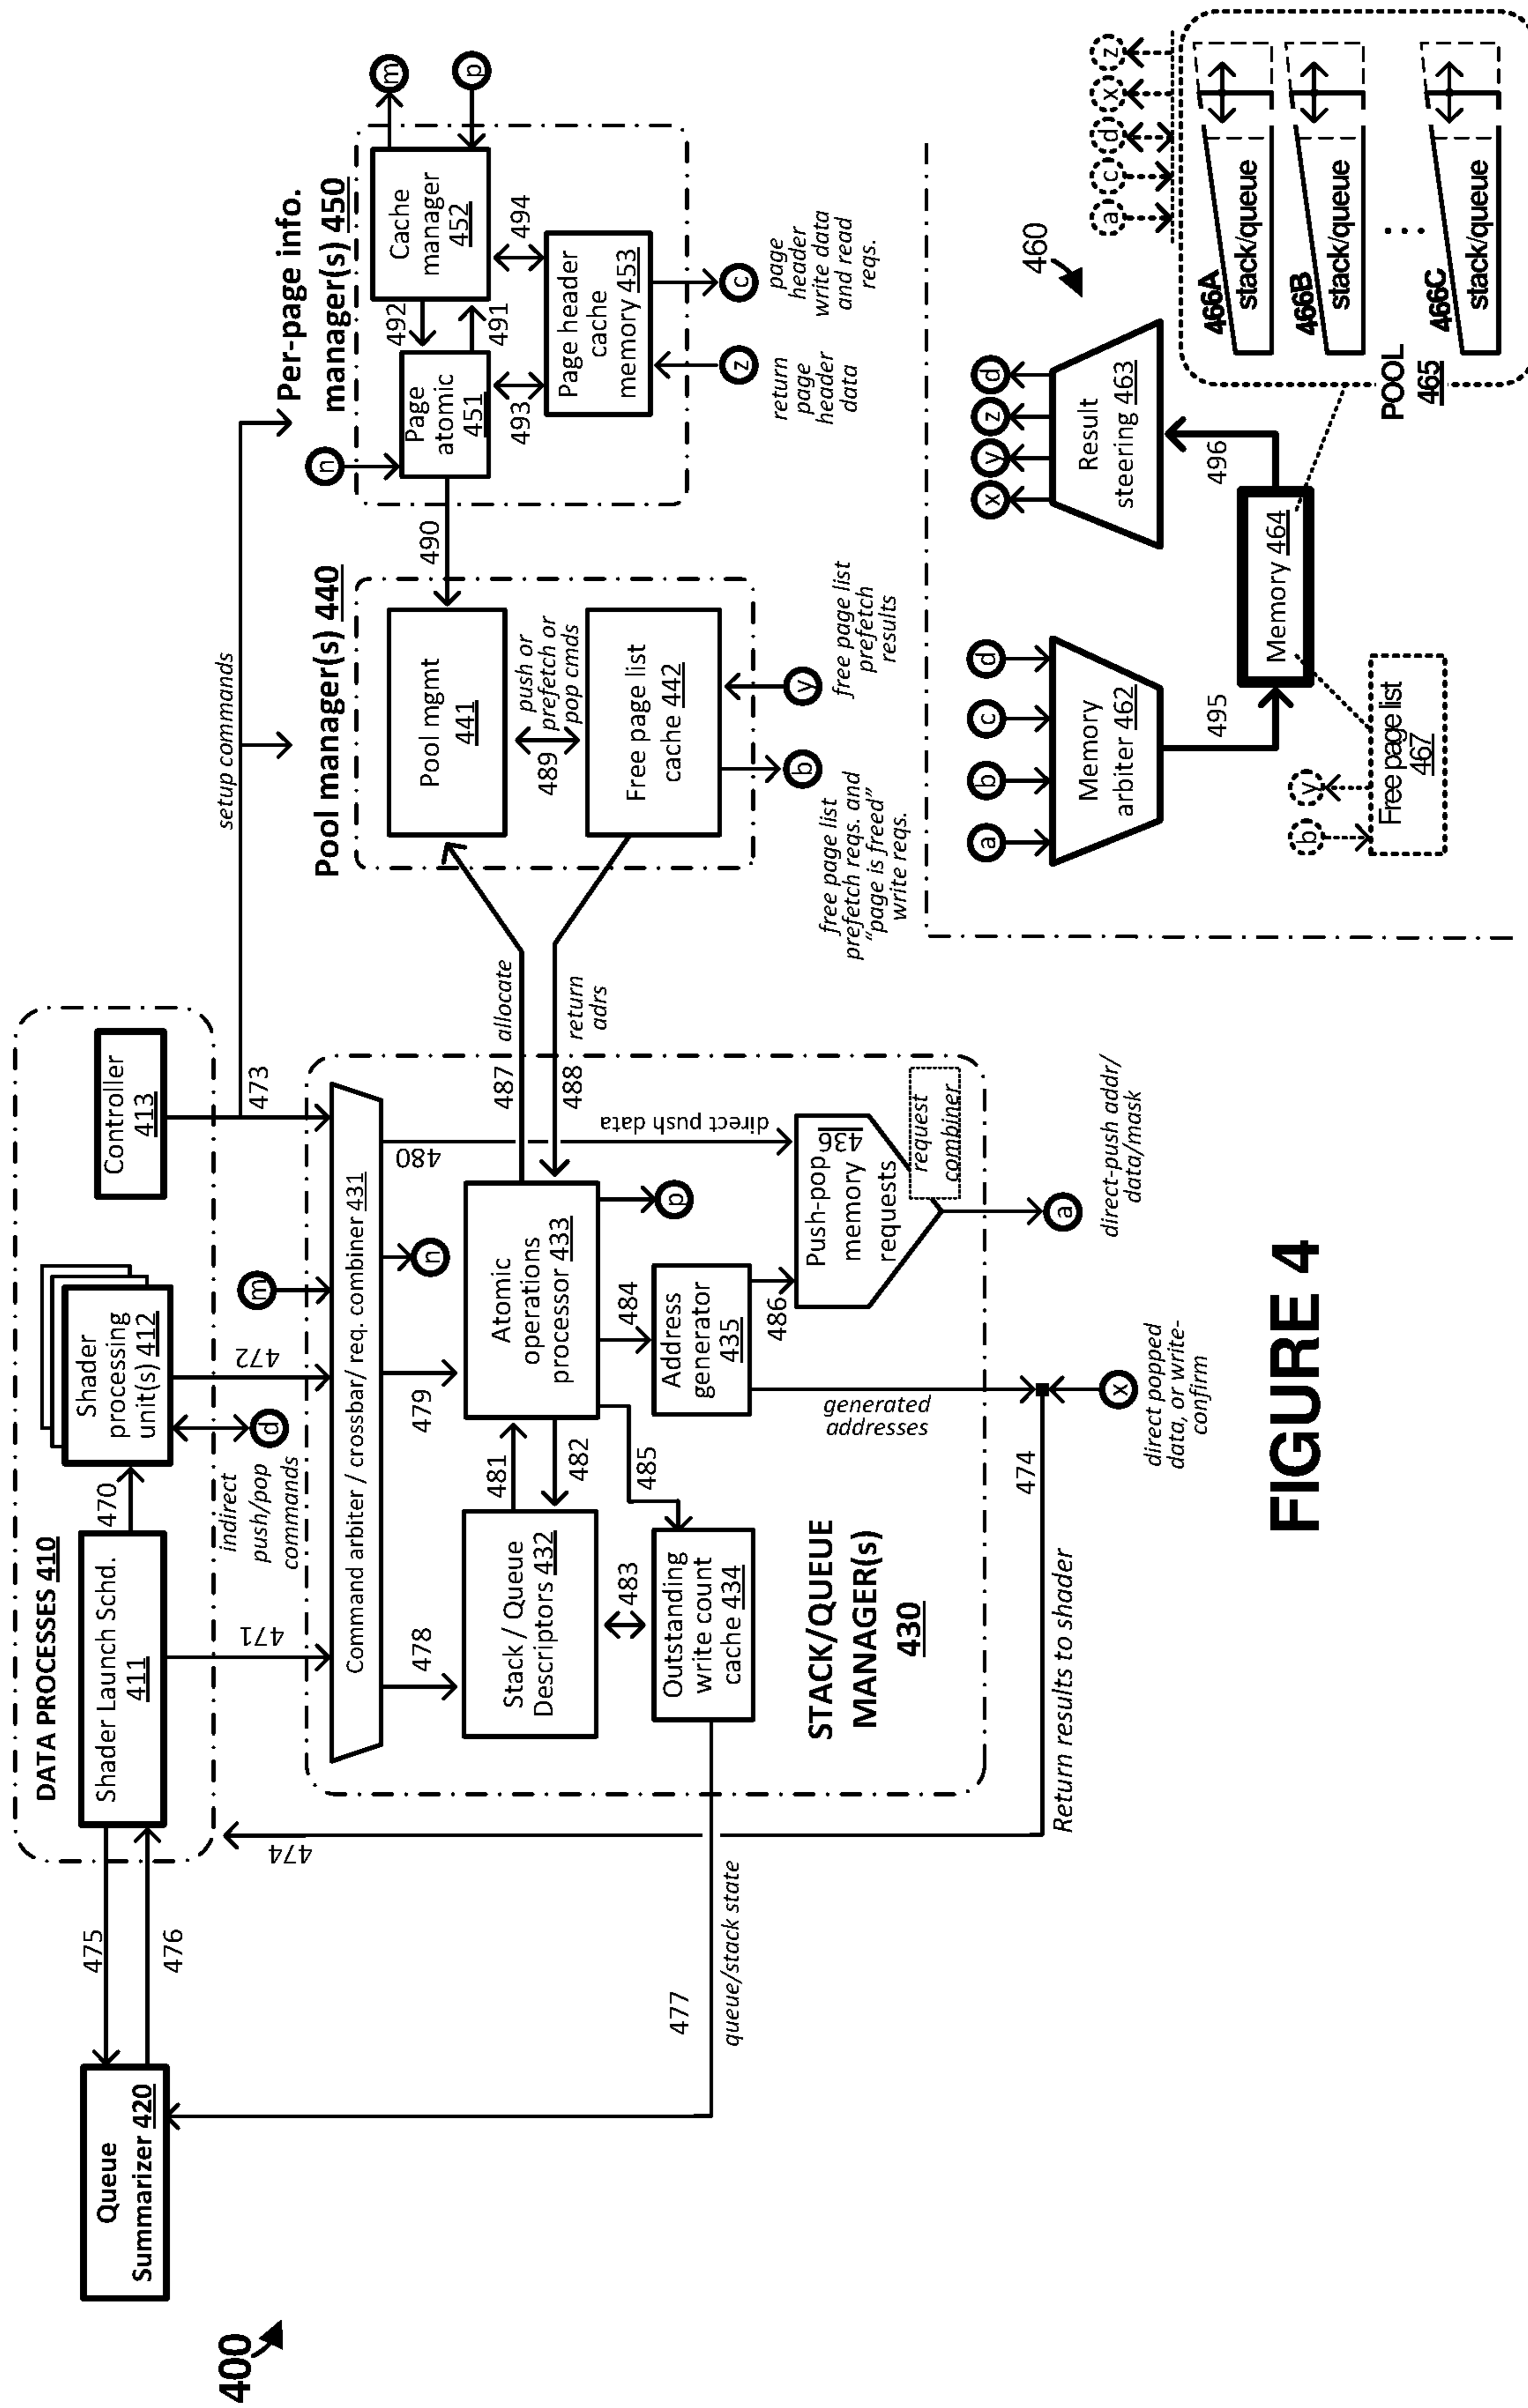 400
Queue
Summarizer 420
475
476
477
queue/stack state
DATA PROCESSES 410
Shader Launch Schd.
411
470
Shader
processing
unit(s) 412
Controller
413
d
indirect
push/pop
commands
471
472
m
473
setup commands
474
Command arbiter / crossbar/ req. combiner 431
478
479
n
480
direct push data
Stack / Queue
Descriptors 432
481
482
Atomic
operations
processor 433
483
485
484
p
Outstanding
write count
cache 434
Address
generator
435
486
Push-pop
memory
requests
436
request
combiner
STACK/QUEUE
MANAGER(s)
430
generated
addresses
474
Return results to shader
x
direct popped
data, or write-
confirm
a
direct-push addr/
data/mask
487
allocate
488
return
adrs
Pool manager(s) 440
Pool mgmt
441
489
push or
prefetch or
pop cmds
Free page list
cache 442
b
y
free page list
prefetch reqs. and
"page is freed"
write reqs.
free page list
prefetch
results
490
Per-page info.
manager(s) 450
n
Page
atomic
451
492
491
Cache
manager
452
m
p
493
494
Page header
cache
memory 453
z
c
return
page
header
data
page
header
write data
and read
reqs.
460
a
b
c
d
Memory
arbiter 462
495
x
y
z
d
Result
steering 463
496
Memory 464
b
y
Free page list
467
a
c
d
x
z
466A
stack/queue
466B
stack/queue
⋮
466C
stack/queue
POOL
465
FIGURE 4